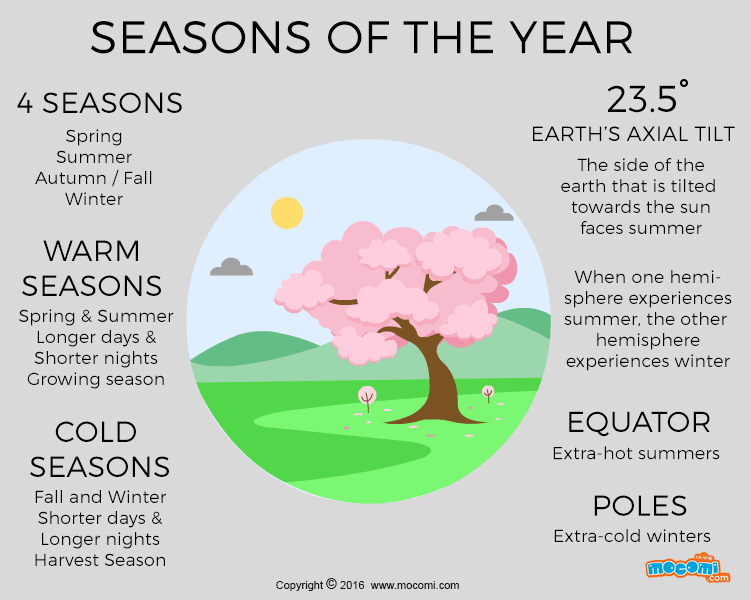 SEASONS OF THE YEAR
4 SEASONS
Spring
Summer
Autumn / Fall
Winter
WARM
SEASONS
Spring & Summer
Longer days &
Shorter nights
Growing season
COLD
SEASONS
Fall and Winter
Shorter days &
Longer nights
Harvest Season
23.5°
EARTH'S AXIAL TILT
The side of the
earth that is tilted
towards the sun
faces summer
When one hemi-
sphere experiences
summer, the other
hemisphere
experiences winter
EQUATOR
Extra-hot summers
POLES
Extra-cold winters
mocomi
.com
Copyright © 2016 www.mocomi.com